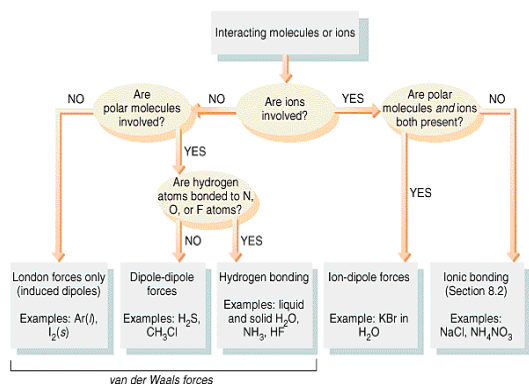 Interacting molecules or ions
Are
polar molecules
involved?
NO
NO
Are ions
involved?
YES
Are polar
molecules and ions
both present?
NO
YES
Are hydrogen
atoms bonded to N,
O, or F atoms?
YES
NO
YES
London forces only
(induced dipoles)
Examples: Ar(l),
I₂(s)
Dipole-dipole
forces
Examples: H₂S,
CH₃Cl
Hydrogen bonding
Examples: liquid
and solid H₂O,
NH₃, HF
Ion-dipole forces
Example: KBr in
H₂O
Ionic bonding
(Section 8.2)
Examples:
NaCl, NH₄NO₃
van der Waals forces